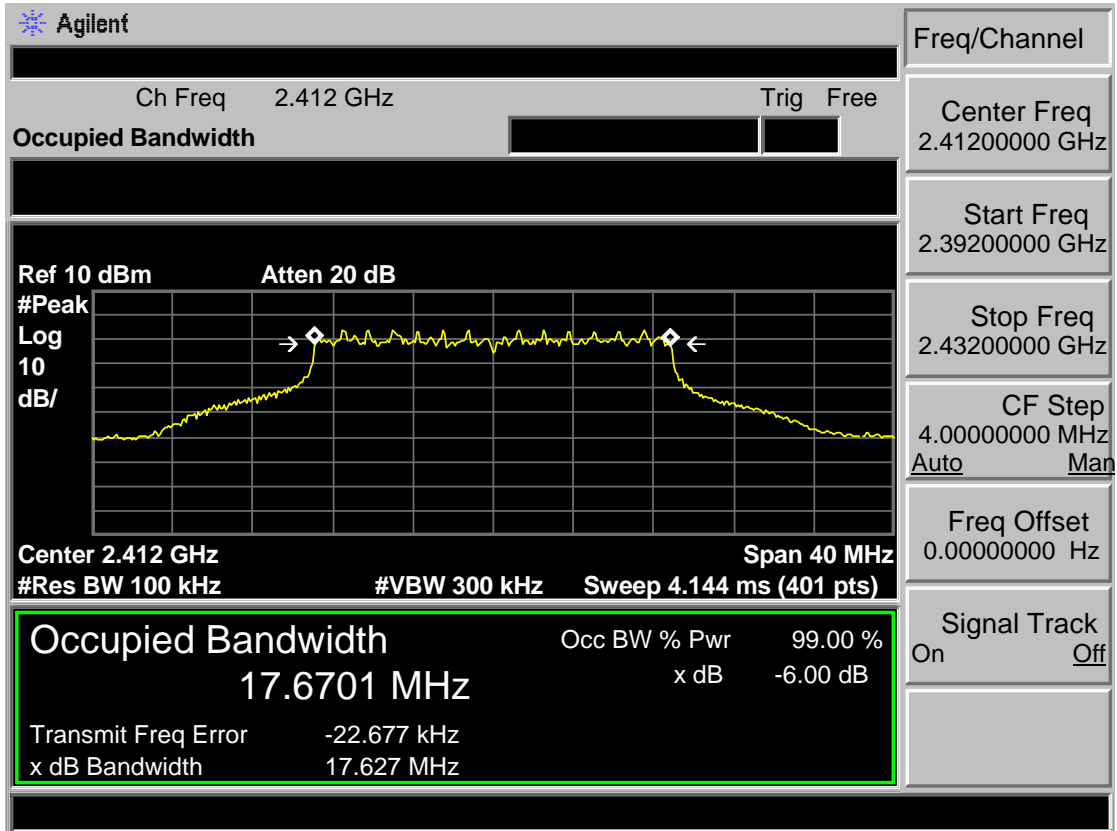 Agilent
Freq/Channel
Ch Freq 2.412 GHz Trig Free
Occupied Bandwidth
Center Freq
2.41200000 GHz
Start Freq
2.39200000 GHz
Stop Freq
2.43200000 GHz
CF Step
4.00000000 MHz
Auto Man
Freq Offset
0.00000000 Hz
Signal Track
On Off
Ref 10 dBm Atten 20 dB
#Peak
Log
10
dB/
Center 2.412 GHz Span 40 MHz
#Res BW 100 kHz #VBW 300 kHz Sweep 4.144 ms (401 pts)
Occupied Bandwidth Occ BW % Pwr 99.00 %
17.6701 MHz x dB -6.00 dB
Transmit Freq Error -22.677 kHz
x dB Bandwidth 17.627 MHz